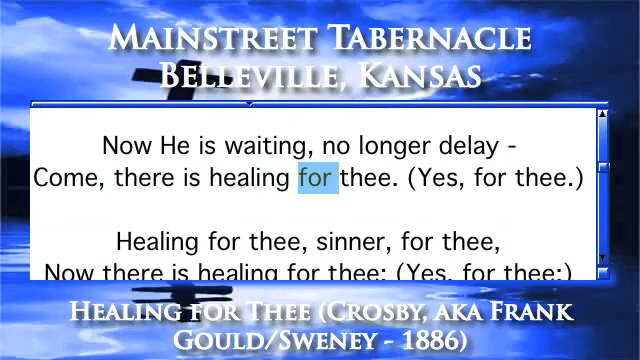 Mainstreet Tabernacle
Belleville, Kansas
Now He is waiting, no longer delay -
Come, there is healing for thee. (Yes, for thee.)
Healing for thee, sinner, for thee,
Now there is healing for thee; (Yes, for thee;)
Healing for Thee (Crosby, aka Frank
Gould/Sweney - 1886)